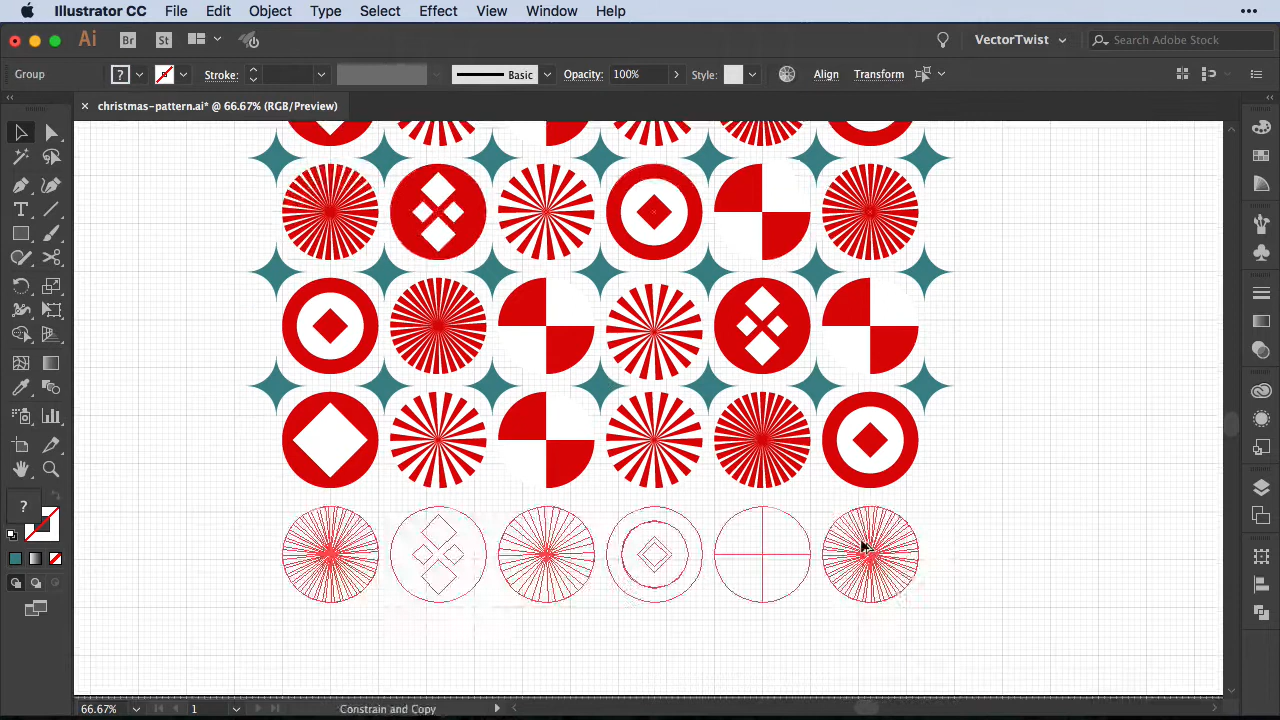 Illustrator CC File Edit Object Type Select Effect View Window Help
Ai Br St VectorTwist Search Adobe Stock
Group ? Stroke: Basic Opacity: 100% Style: Align Transform
× christmas-pattern.ai* @ 66.67% (RGB/Preview)
?
66.67% 1 Constrain and Copy